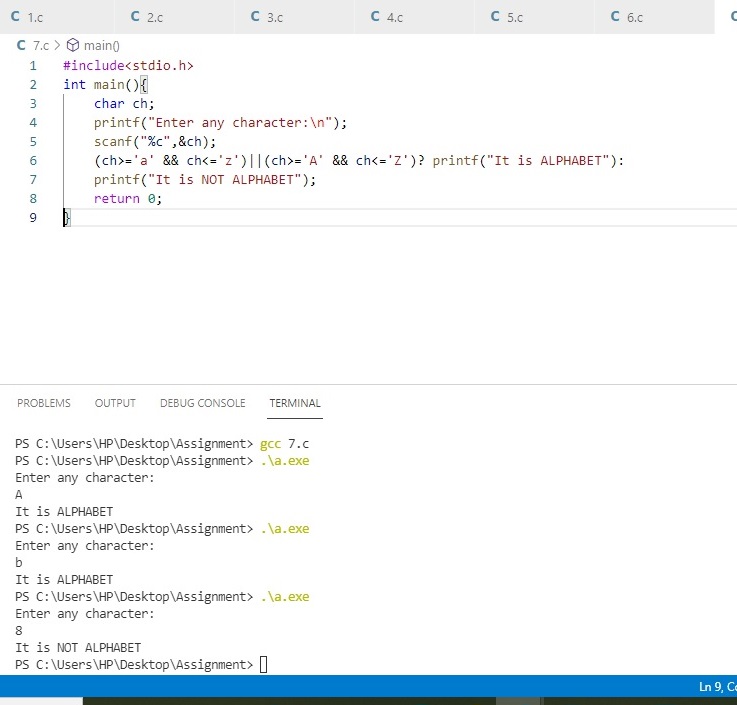 C 1.c C 2.c C 3.c C 4.c C 5.c C 6.c C
C 7.c > main()
1 #include<stdio.h>
2 int main(){
3     char ch;
4     printf("Enter any character:\n");
5     scanf("%c",&ch);
6     (ch>='a' && ch<='z')||(ch>='A' && ch<='Z')? printf("It is ALPHABET"):
7     printf("It is NOT ALPHABET");
8     return 0;
9 }
PROBLEMS OUTPUT DEBUG CONSOLE TERMINAL
PS C:\Users\HP\Desktop\Assignment> gcc 7.c
PS C:\Users\HP\Desktop\Assignment> .\a.exe
Enter any character:
A
It is ALPHABET
PS C:\Users\HP\Desktop\Assignment> .\a.exe
Enter any character:
b
It is ALPHABET
PS C:\Users\HP\Desktop\Assignment> .\a.exe
Enter any character:
8
It is NOT ALPHABET
PS C:\Users\HP\Desktop\Assignment>
Ln 9, Co